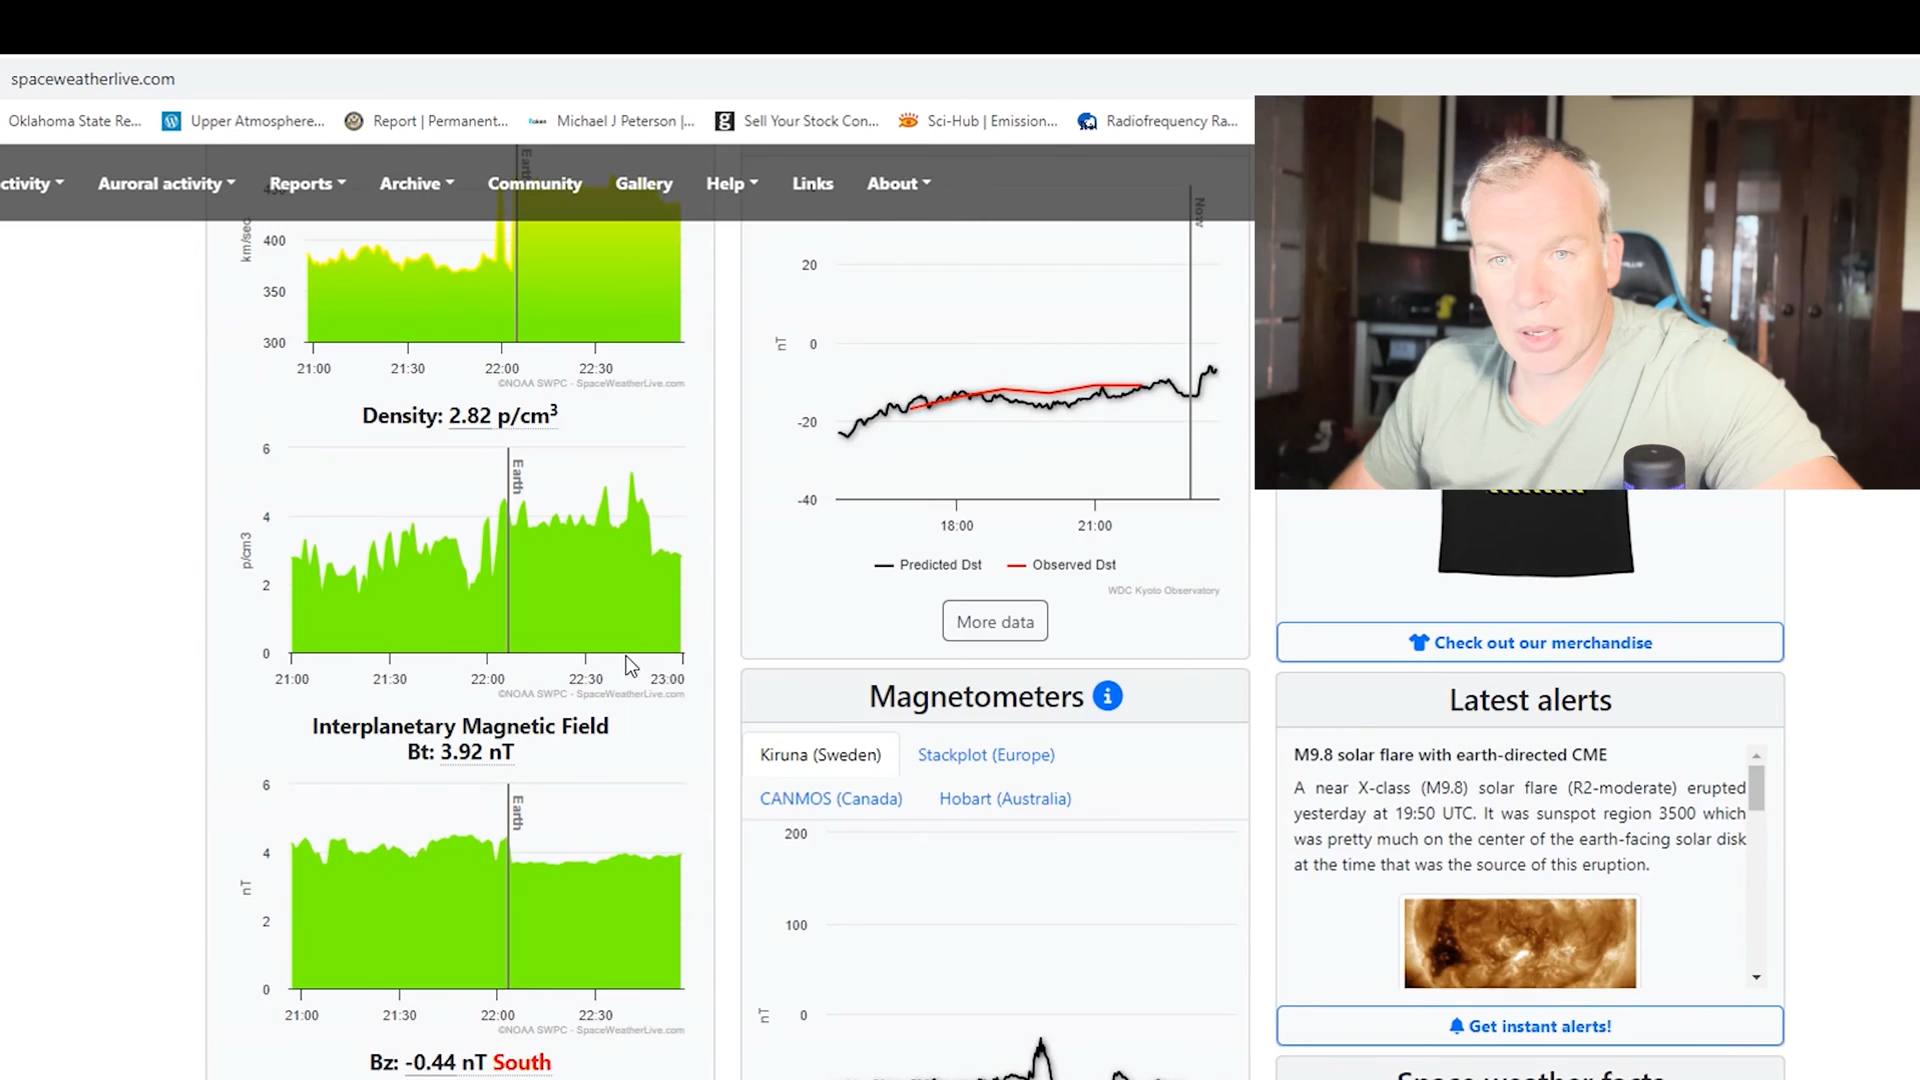 spaceweatherlive.com
Oklahoma State Re... Upper Atmosphere... Report | Permanent... Michael J Peterson |... Sell Your Stock Con... Sci-Hub | Emission... Radiofrequency Ra...
ctivity Auroral activity Reports Archive Community Gallery Help Links About
Earth
km/sec
400
350
300
21:00 21:30 22:00 22:30
©NOAA SWPC - SpaceWeatherLive.com
Density: 2.82 p/cm3
6
Earth
4
p/cm3
2
0
21:00 21:30 22:00 22:30 23:00
©NOAA SWPC - SpaceWeatherLive.com
Interplanetary Magnetic Field
Bt: 3.92 nT
6
Earth
4
nT
2
0
21:00 21:30 22:00 22:30
©NOAA SWPC - SpaceWeatherLive.com
Bz: -0.44 nT South
Now
20
nT
0
-20
-40
18:00 21:00
Predicted Dst Observed Dst
WDC Kyoto Observatory
More data
Magnetometers
Kiruna (Sweden) Stackplot (Europe)
CANMOS (Canada) Hobart (Australia)
200
100
nT
0
Check out our merchandise
Latest alerts
M9.8 solar flare with earth-directed CME
A near X-class (M9.8) solar flare (R2-moderate) erupted
yesterday at 19:50 UTC. It was sunspot region 3500 which
was pretty much on the center of the earth-facing solar disk
at the time that was the source of this eruption.
Get instant alerts!
Space weather facts